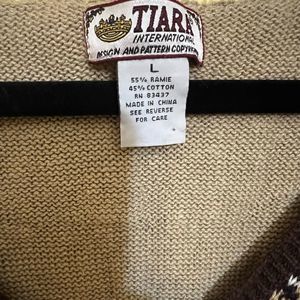 TIARA
INTERNATIONAL
DESIGN AND PATTERN COPYRIGHT
L
55% RAMIE
45% COTTON
RN 83437
MADE IN CHINA
SEE REVERSE
FOR CARE